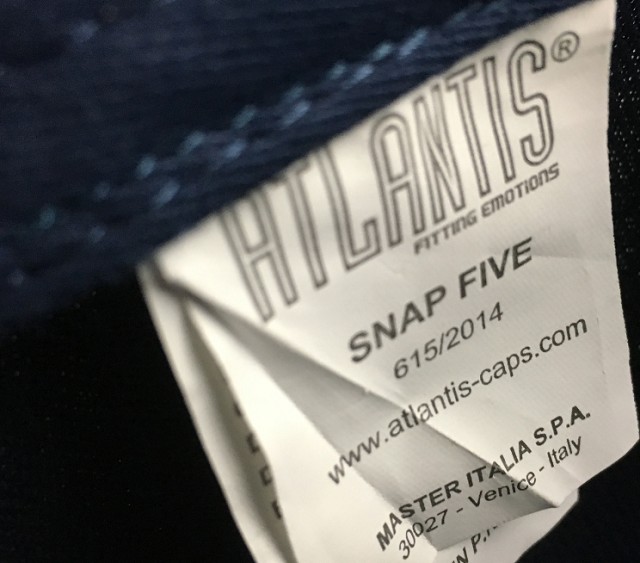 ATLANTIS®
FITTING EMOTIONS
SNAP FIVE
615/2014
www.atlantis-caps.com
MASTER ITALIA S.P.A.
30027 - Venice - Italy